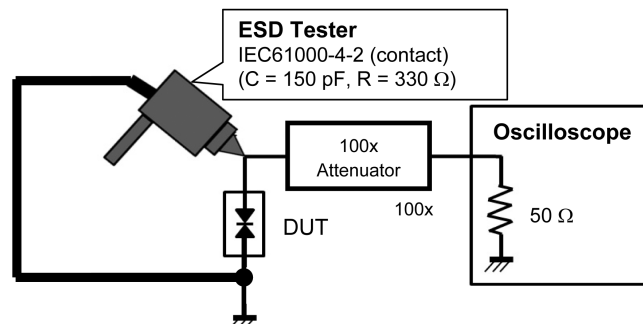 ESD Tester
IEC61000-4-2 (contact)
(C = 150 pF, R = 330 Ω)
100x
Attenuator
100x
Oscilloscope
50 Ω
DUT